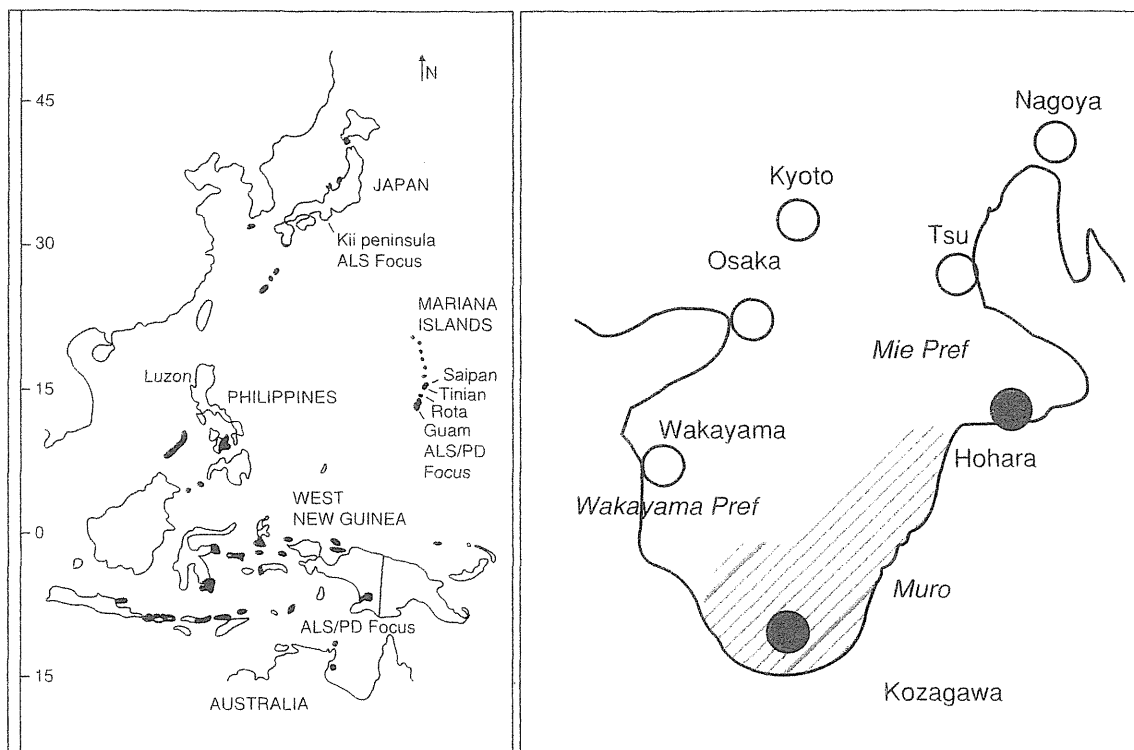 N
45
JAPAN
30
Kii peninsula
ALS Focus
MARIANA
ISLANDS
15
Luzon
PHILIPPINES
Saipan
Tinian
Rota
Guam
ALS/PD
Focus
WEST
NEW GUINEA
0
ALS/PD Focus
15
AUSTRALIA
Nagoya
Kyoto
Tsu
Osaka
Mie Pref
Wakayama
Hohara
Wakayama Pref
Muro
Kozagawa